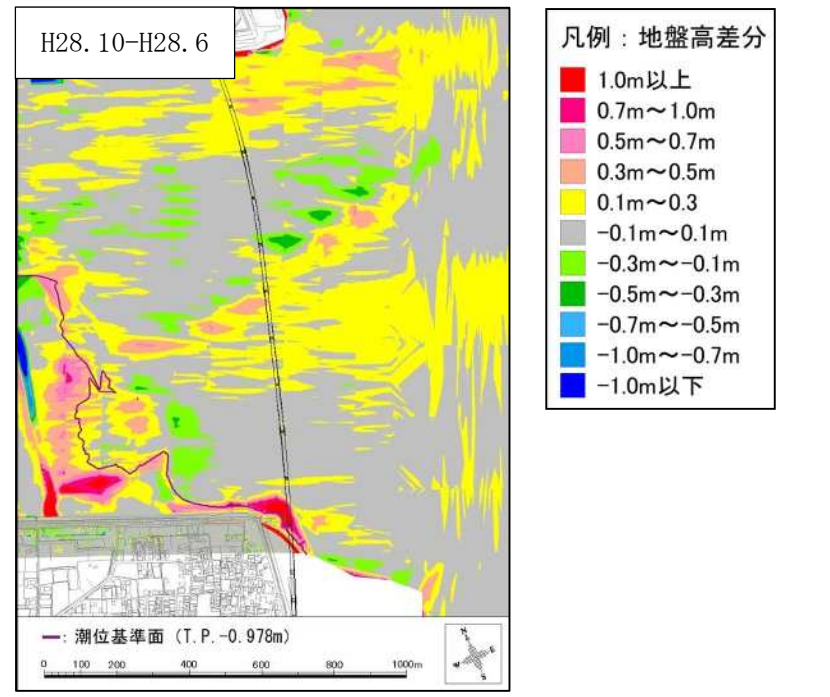 H28.10-H28.6
凡例：地盤高差分
1.0m以上
0.7m～1.0m
0.5m～0.7m
0.3m～0.5m
0.1m～0.3
-0.1m～0.1m
-0.3m～-0.1m
-0.5m～-0.3m
-0.7m～-0.5m
-1.0m～-0.7m
-1.0m以下
━: 潮位基準面（T.P.-0.978m）
0 100 200 400 600 800 1000m
N
W E
S